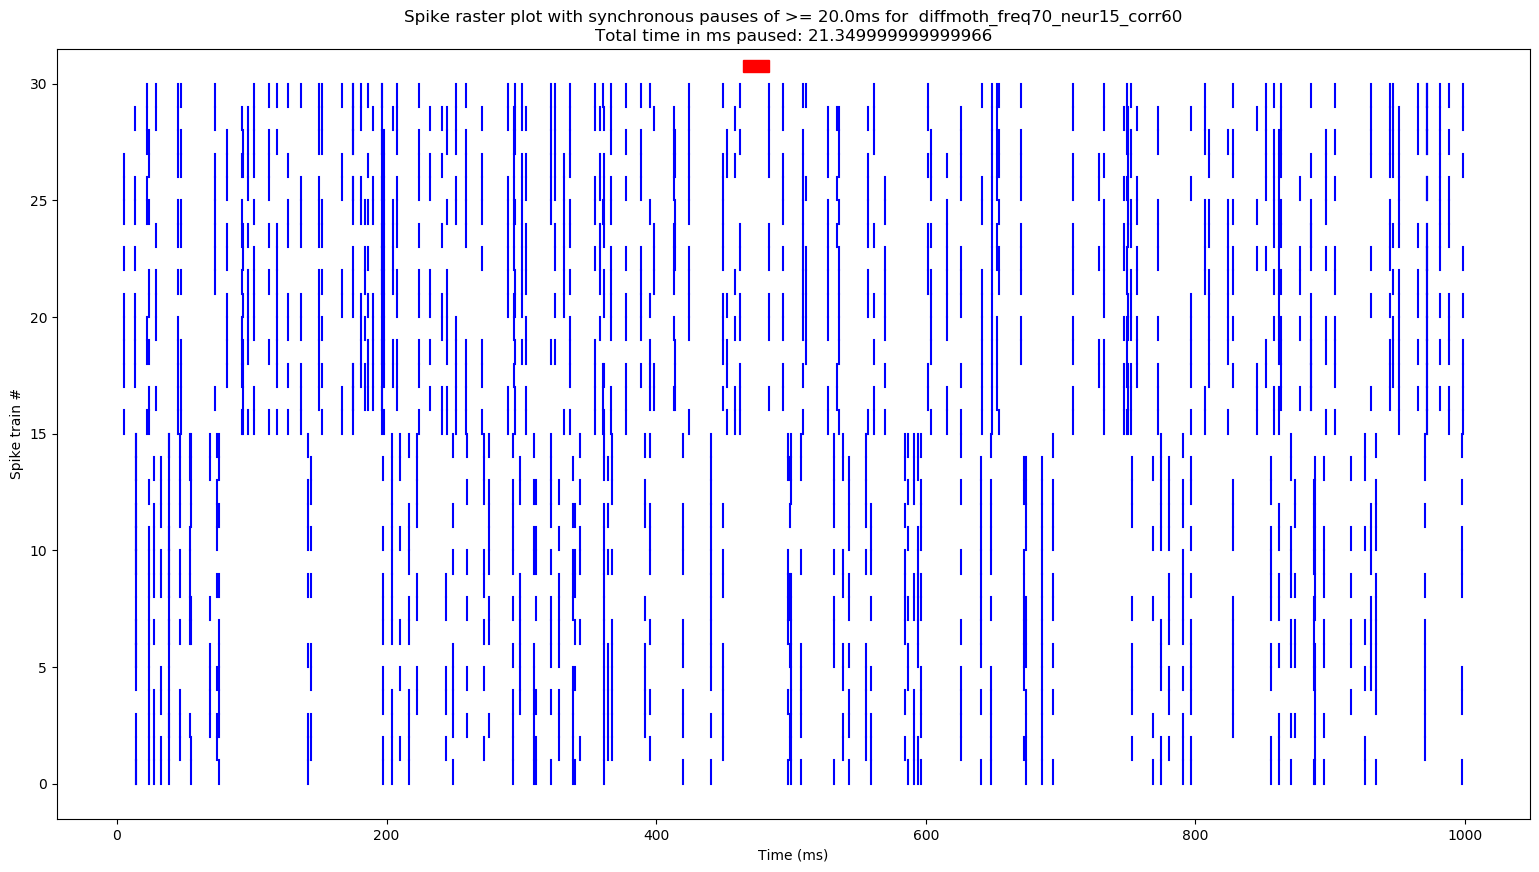 Spike raster plot with synchronous pauses of >= 20.0ms for  diffmoth_freq70_neur15_corr60
Total time in ms paused: 21.349999999999966
30
25
20
15
10
5
0
Spike train #
0 200 400 600 800 1000
Time (ms)